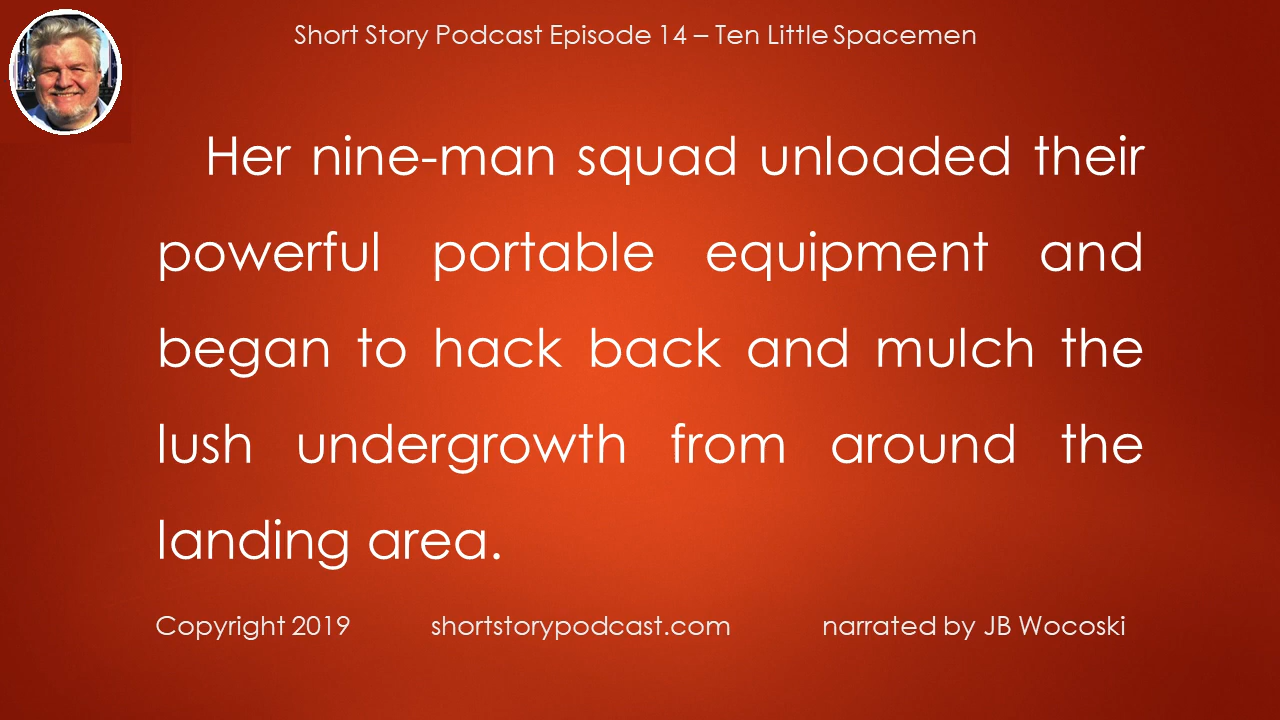 Short Story Podcast Episode 14 – Ten Little Spacemen
Her nine-man squad unloaded their
powerful portable equipment and
began to hack back and mulch the
lush undergrowth from around the
landing area.
Copyright 2019 shortstorypodcast.com narrated by JB Wocoski